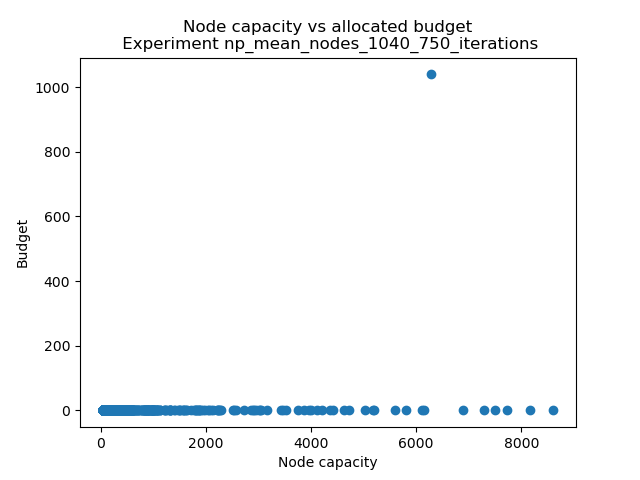 Node capacity vs allocated budget
Experiment np_mean_nodes_1040_750_iterations
1000
800
600
400
200
0
Budget
0 2000 4000 6000 8000
Node capacity